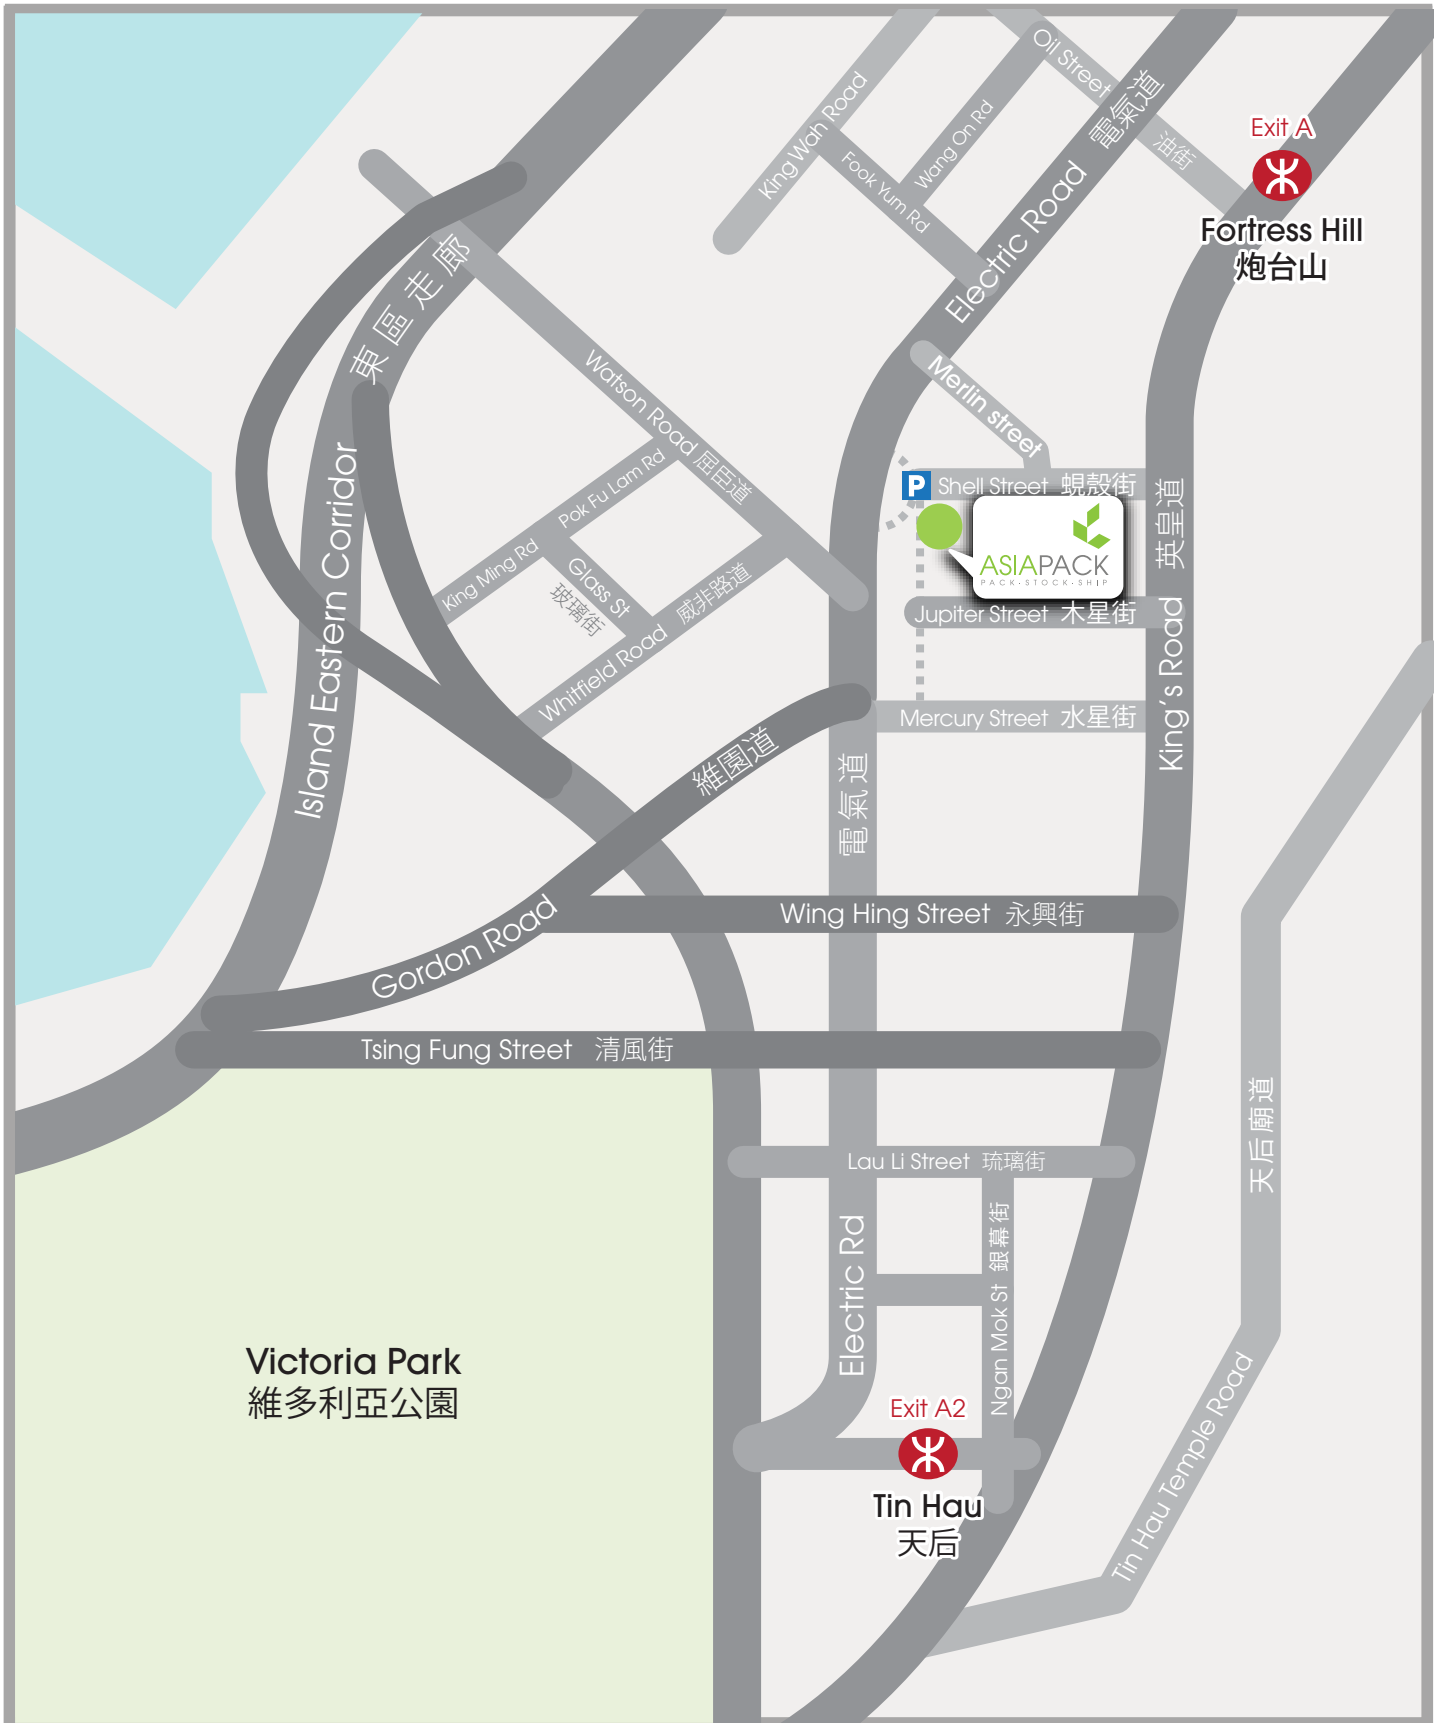 Oil Street
油街
Exit A
Fortress Hill
炮台山
King Wah Road
Wang On Rd
Fook Yum Rd
Electric Road 電氣道
東區走廊
Island Eastern Corridor
Watson Road 屈臣道
Merlin street
Pok Fu Lam Rd
King Ming Rd
Glass St
玻璃街
Whitfield Road 威非路道
P
Shell Street 蜆殼街
ASIAPACK
PACK·STOCK·SHIP
Jupiter Street 木星街
英皇道
King's Road
Mercury Street 水星街
維園道
Gordon Road
電氣道
Wing Hing Street 永興街
Tsing Fung Street 清風街
Lau Li Street 琉璃街
天后廟道
Tin Hau Temple Road
Electric Rd
Ngan Mok St 銀幕街
Victoria Park
維多利亞公園
Exit A2
Tin Hau
天后